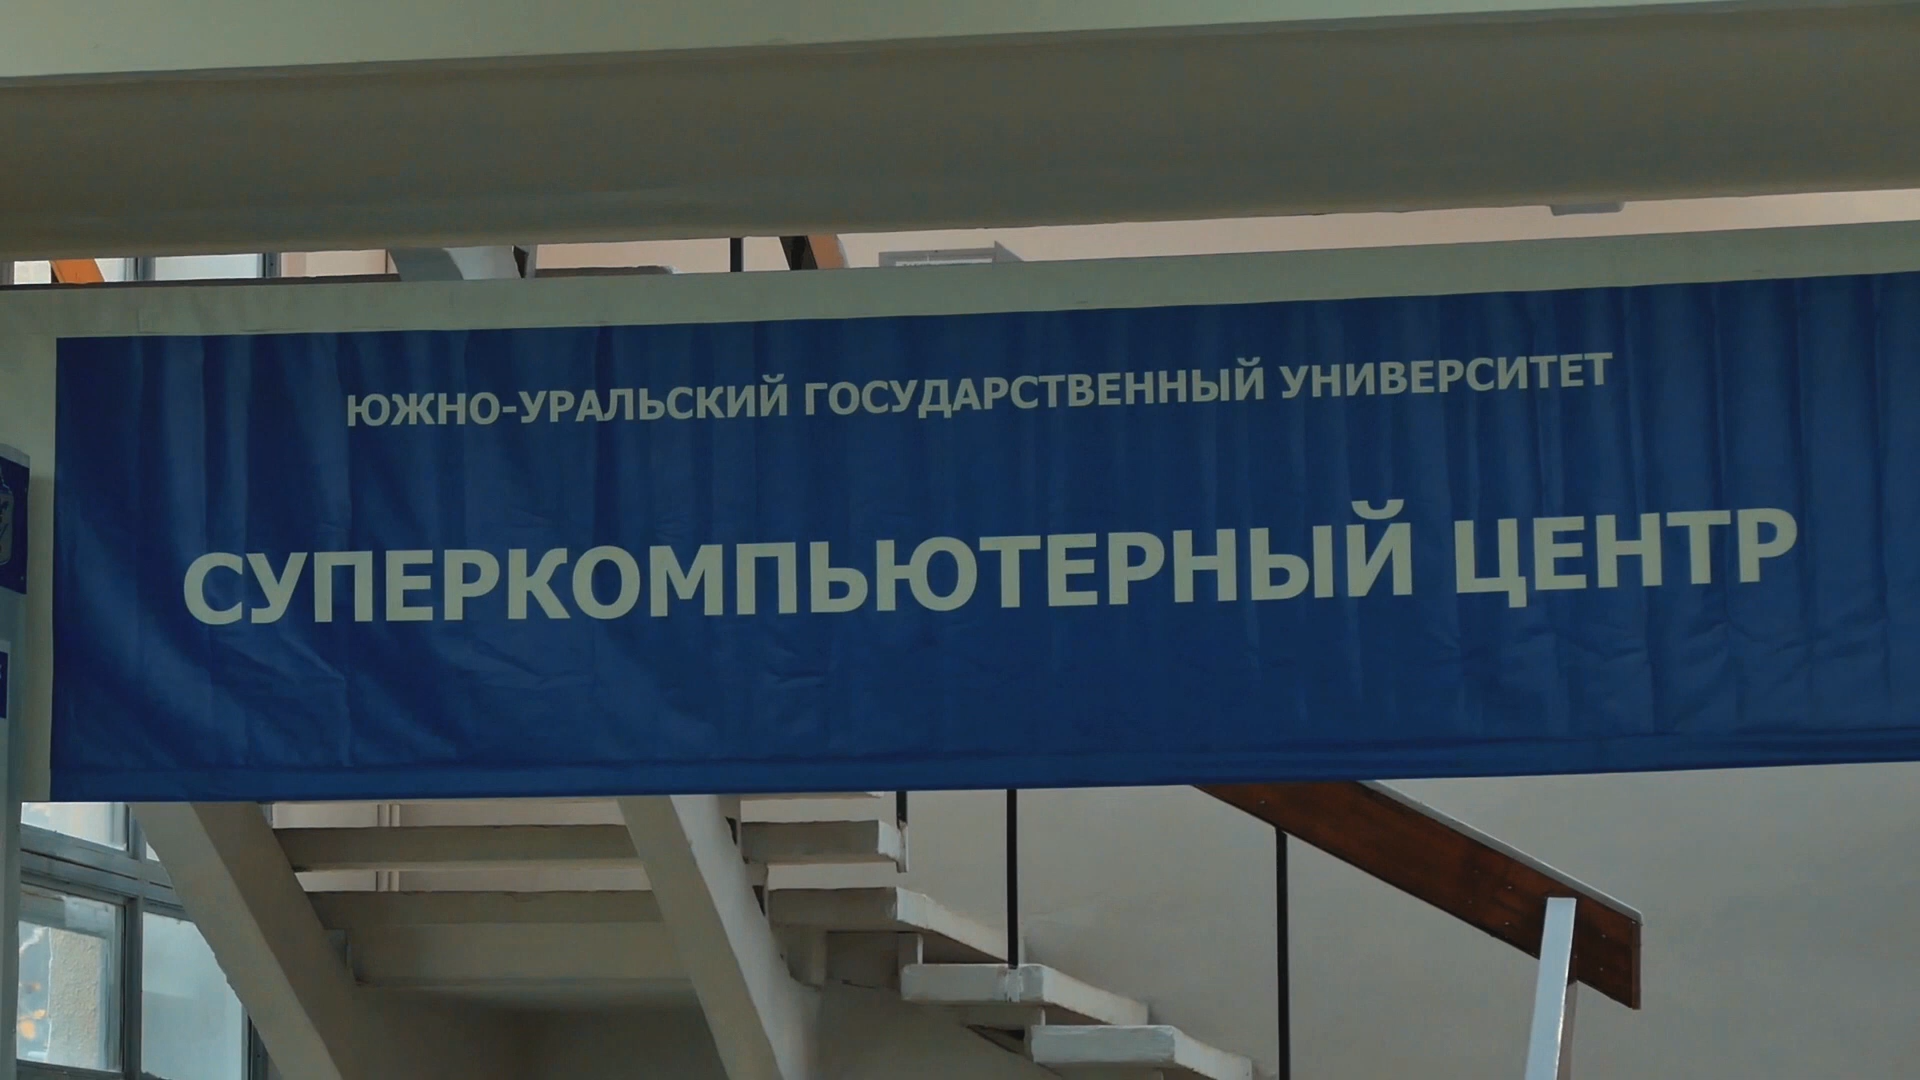 ЮЖНО-УРАЛЬСКИЙ ГОСУДАРСТВЕННЫЙ УНИВЕРСИТЕТ
СУПЕРКОМПЬЮТЕРНЫЙ ЦЕНТР